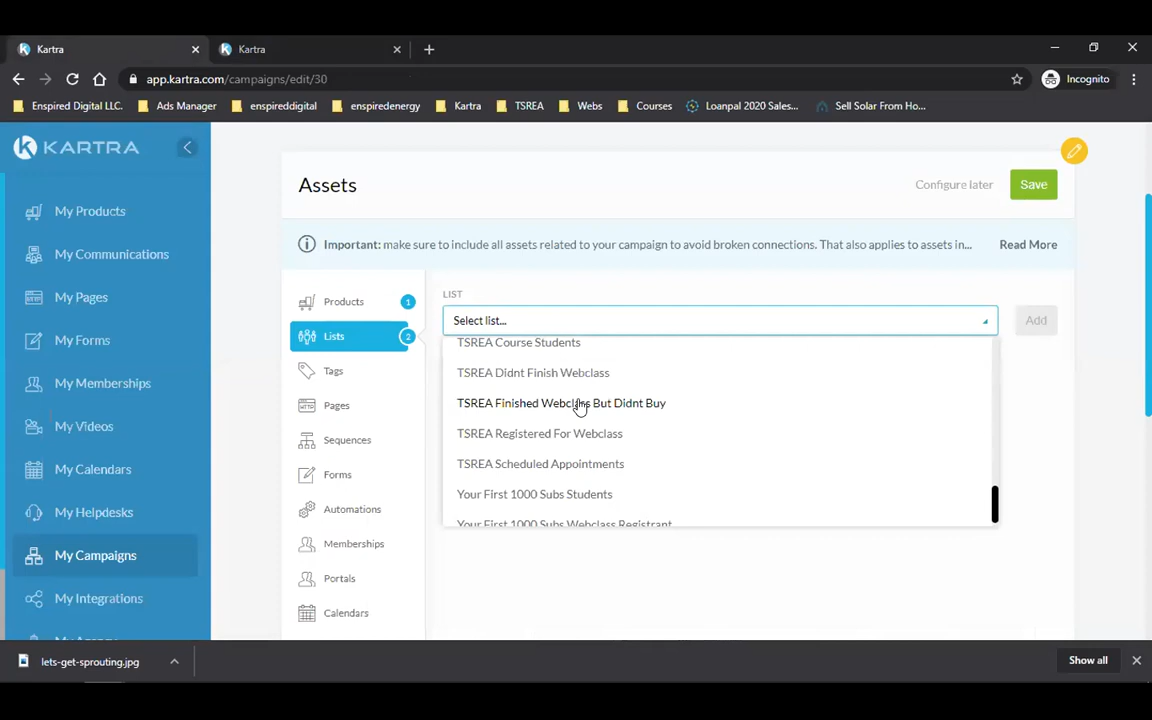 Kartra
Kartra
app.kartra.com/campaigns/edit/30
Incognito
Enspired Digital LLC.
Ads Manager
enspireddigital
enspiredenergy
Kartra
TSREA
Webs
Courses
Loanpal 2020 Sales...
Sell Solar From Ho...
KARTRA
My Products
My Communications
My Pages
My Forms
My Memberships
My Videos
My Calendars
My Helpdesks
My Campaigns
My Integrations
Assets
Configure later
Save
Important: make sure to include all assets related to your campaign to avoid broken connections. That also applies to assets in...
Read More
Products
1
Lists
2
Tags
Pages
Sequences
Forms
Automations
Memberships
Portals
Calendars
LIST
Select list...
Add
TSREA Course Students
TSREA Didnt Finish Webclass
TSREA Finished Webclass But Didnt Buy
TSREA Registered For Webclass
TSREA Scheduled Appointments
Your First 1000 Subs Students
Your First 1000 Subs Webclass Registrant
lets-get-sprouting.jpg
Show all